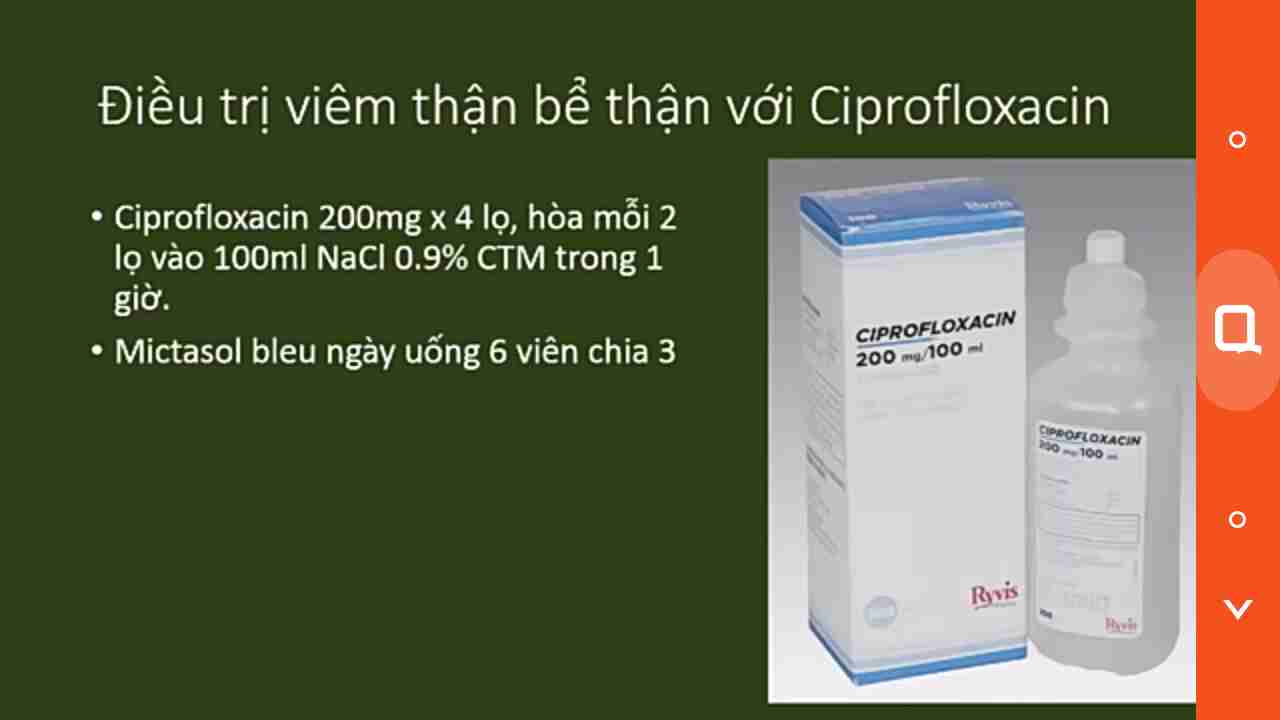 Điều trị viêm thận bể thận với Ciprofloxacin
• Ciprofloxacin 200mg x 4 lọ, hòa mỗi 2
lọ vào 100ml NaCl 0.9% CTM trong 1
giờ.
• Mictasol bleu ngày uống 6 viên chia 3
Ryvis
CIPROFLOXACIN
200 mg/100 ml
Ryvis
CIPROFLOXACIN
200 mg/100 ml
Ryvis